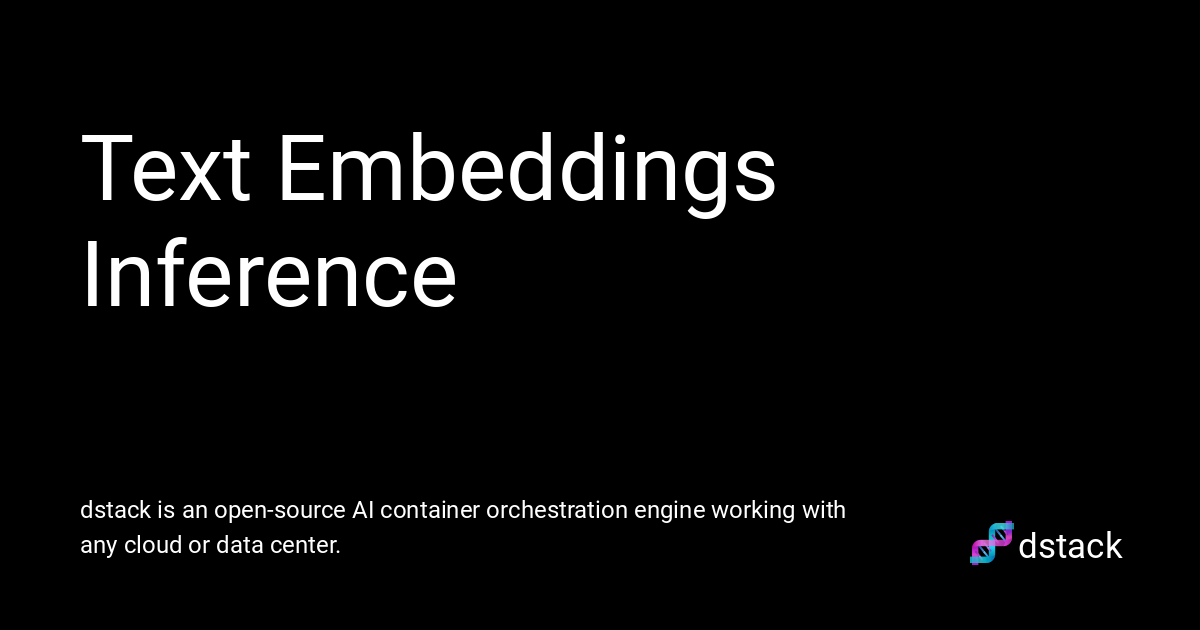 Text Embeddings
Inference
dstack is an open-source AI container orchestration engine working with
any cloud or data center.
dstack